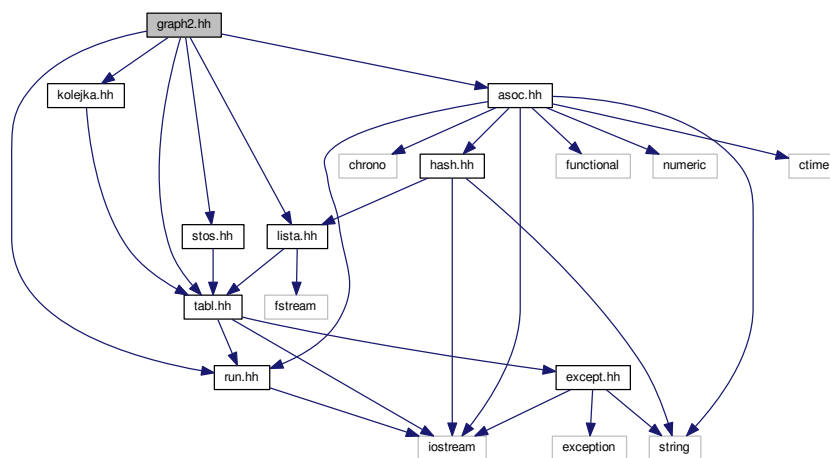 graph2.hh
kolejka.hh
asoc.hh
chrono
hash.hh
functional
numeric
ctime
stos.hh
lista.hh
tabl.hh
fstream
run.hh
except.hh
iostream
exception
string